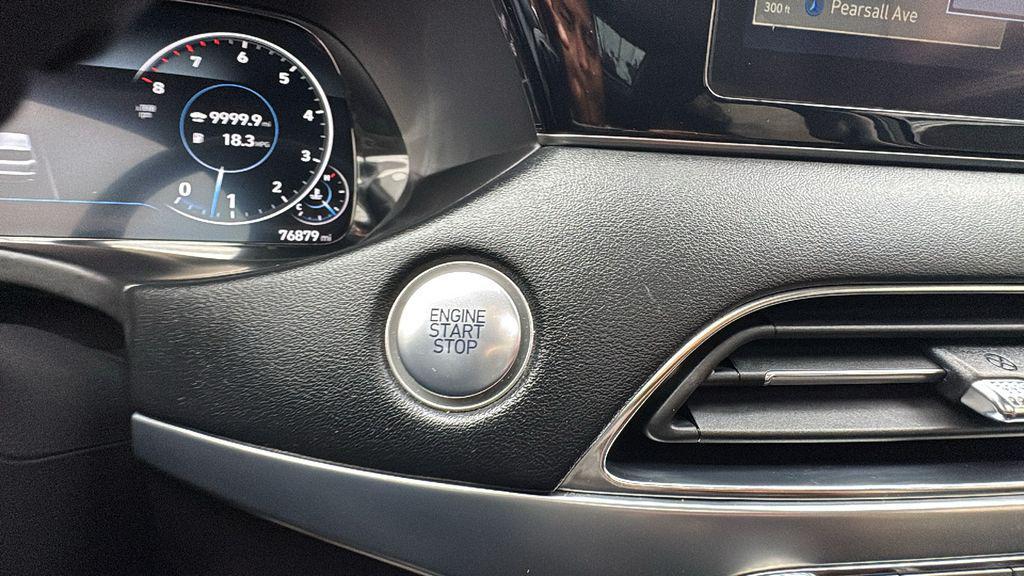 300 ft
Pearsall Ave
7
6
5
8
4
9999.9 mi
18.3 MPG
3
2
0
1
H
C
76879 mi
ENGINE
START
STOP